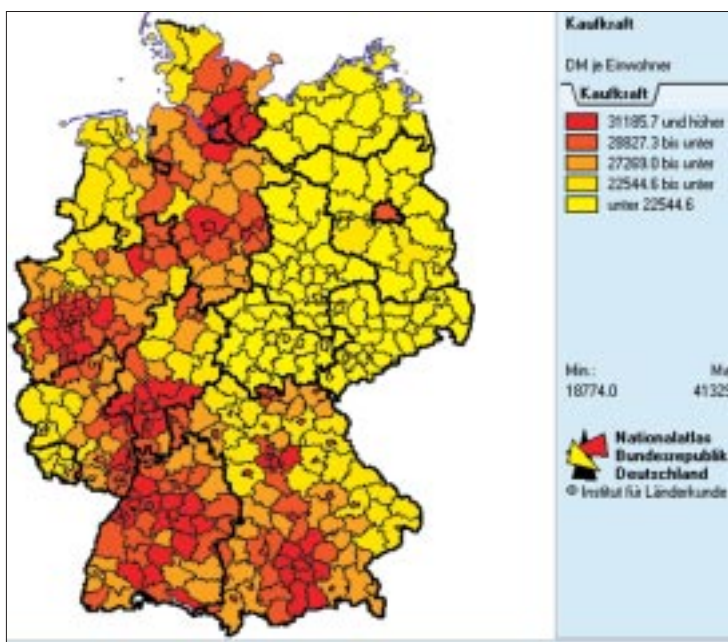 Kaufkraft
DM je Einwohner
Kaufkraft
31185.7 und höher
28827.3 bis unter
27269.0 bis unter
22544.6 bis unter
unter 22544.6
Min.:
18774.0
Nationalatlas
Bundesrepublik
Deutschland
© Institut für Länderkunde